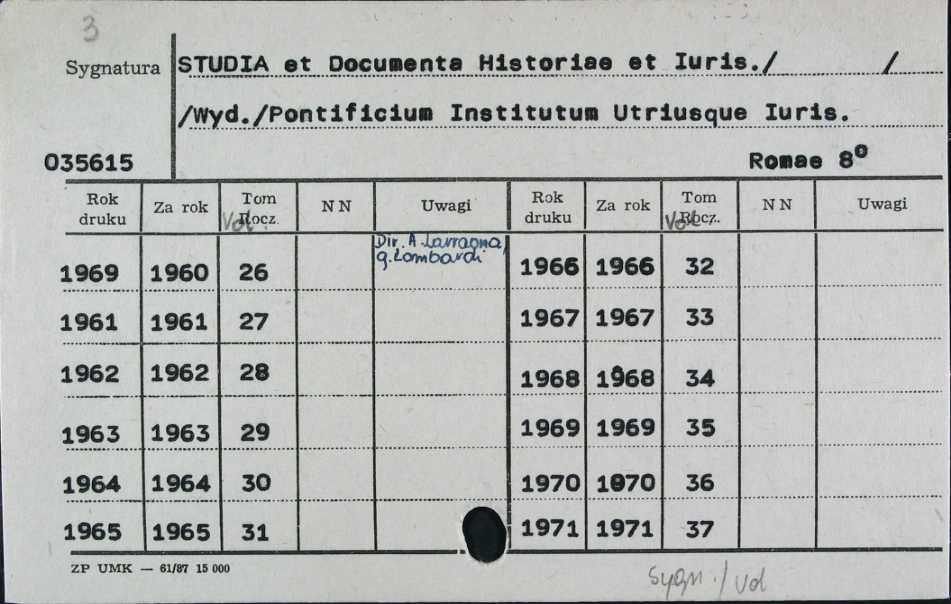 3
Sygnatura STUDIA et Documenta Historiae et Iuris./ /
/Wyd./Pontificium Institutum Utriusque Iuris.
035615 Romae 8⁰
Rok druku Za rok Tom Rocz. Vol. NN Uwagi Rok druku Za rok Tom Rocz. Vol. NN Uwagi
Dir. A. Larraona,
G. Lombardi
1969 1960 26 1966 1966 32
1961 1961 27 1967 1967 33
1962 1962 28 1968 1968 34
1963 1963 29 1969 1969 35
1964 1964 30 1970 1970 36
1965 1965 31 1971 1971 37
ZP UMK — 61/87 15 000
Sygn./vol